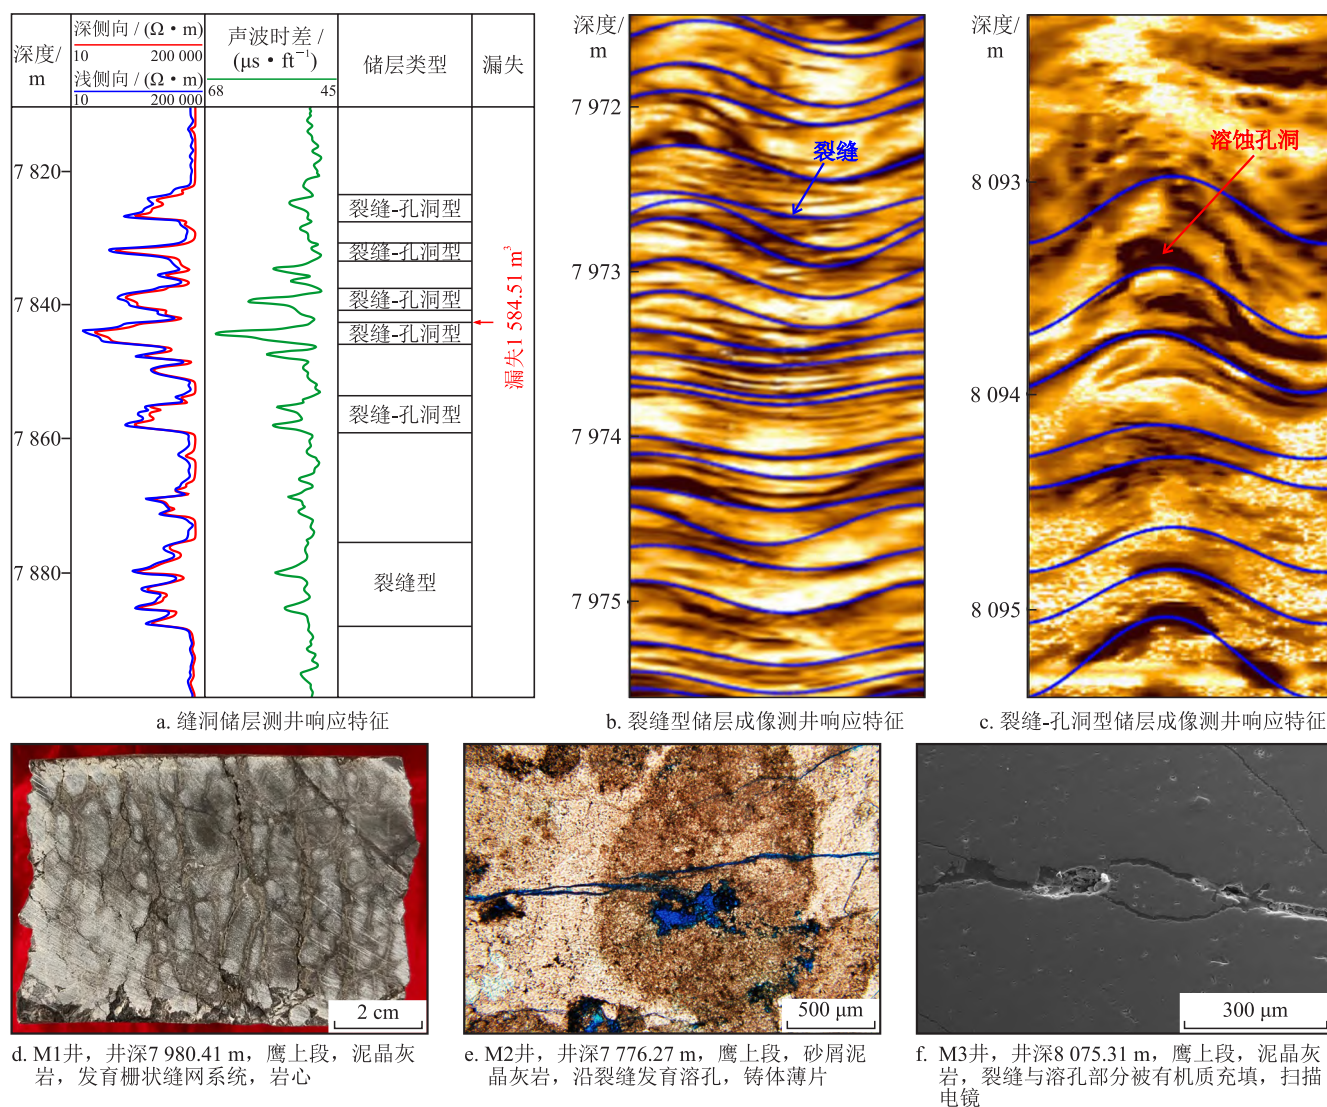 深度/
m
深侧向 / (Ω • m)
10 200 000
浅侧向 / (Ω • m)
10 200 000
声波时差 /
(μs • ft⁻¹)
68 45
储层类型
漏失
7 820
7 840
7 860
7 880
裂缝-孔洞型
裂缝-孔洞型
裂缝-孔洞型
裂缝-孔洞型
裂缝-孔洞型
裂缝型
漏失1 584.51 m³
a. 缝洞储层测井响应特征
深度/
m
7 972
7 973
7 974
7 975
裂缝
b. 裂缝型储层成像测井响应特征
深度/
m
8 093
8 094
8 095
溶蚀孔洞
c. 裂缝-孔洞型储层成像测井响应特征
2 cm
d. M1井，井深7 980.41 m，鹰上段，泥晶灰
岩，发育栅状缝网系统，岩心
500 μm
e. M2井，井深7 776.27 m，鹰上段，砂屑泥
晶灰岩，沿裂缝发育溶孔，铸体薄片
300 μm
f. M3井，井深8 075.31 m，鹰上段，泥晶灰
岩，裂缝与溶孔部分被有机质充填，扫描
电镜